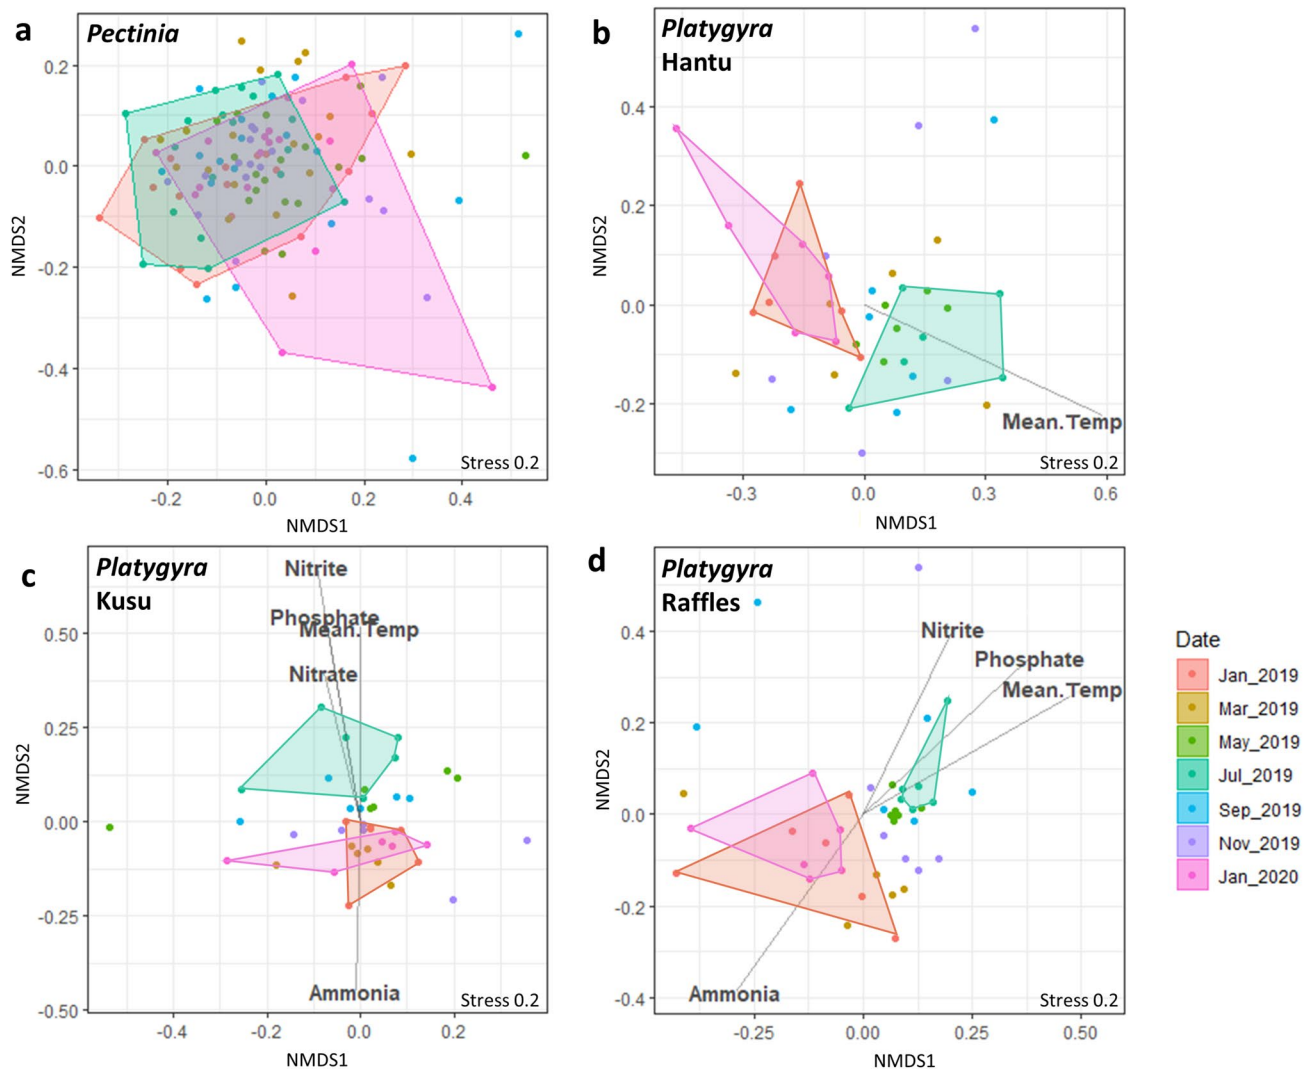 a
Pectinia
0.2
0.0
-0.2
-0.4
-0.6
NMDS2
-0.2
0.0
0.2
0.4
NMDS1
Stress 0.2
b
Platygyra
Hantu
0.4
0.2
0.0
-0.2
NMDS2
Mean.Temp
Stress 0.2
-0.3
0.0
0.3
0.6
NMDS1
c
Platygyra
Kusu
Nitrite
Phosphate
Mean.Temp
Nitrate
Ammonia
0.50
0.25
0.00
-0.25
-0.50
NMDS2
Stress 0.2
-0.4
-0.2
0.0
0.2
NMDS1
d
Platygyra
Raffles
Nitrite
Phosphate
Mean.Temp
Ammonia
0.4
0.2
0.0
-0.2
-0.4
NMDS2
Stress 0.2
-0.25
0.00
0.25
0.50
NMDS1
Date
Jan_2019
Mar_2019
May_2019
Jul_2019
Sep_2019
Nov_2019
Jan_2020